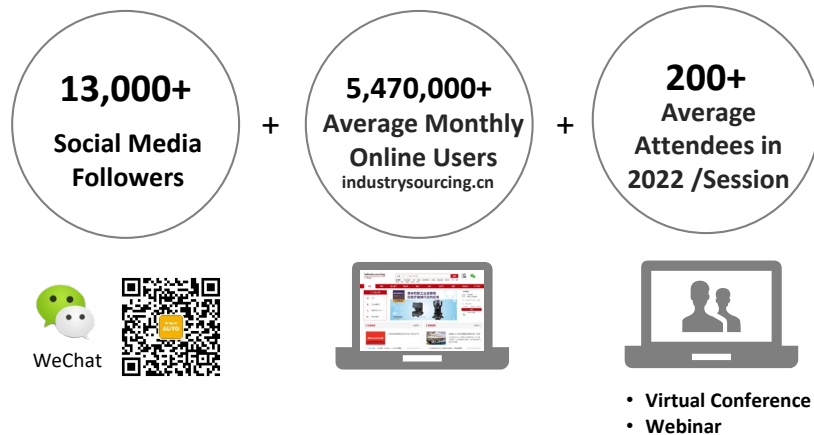 13,000+
Social Media
Followers
+
5,470,000+
Average Monthly
Online Users
industrysourcing.cn
+
200+
Average
Attendees in
2022 /Session
WeChat
AUTO
• Virtual Conference
• Webinar